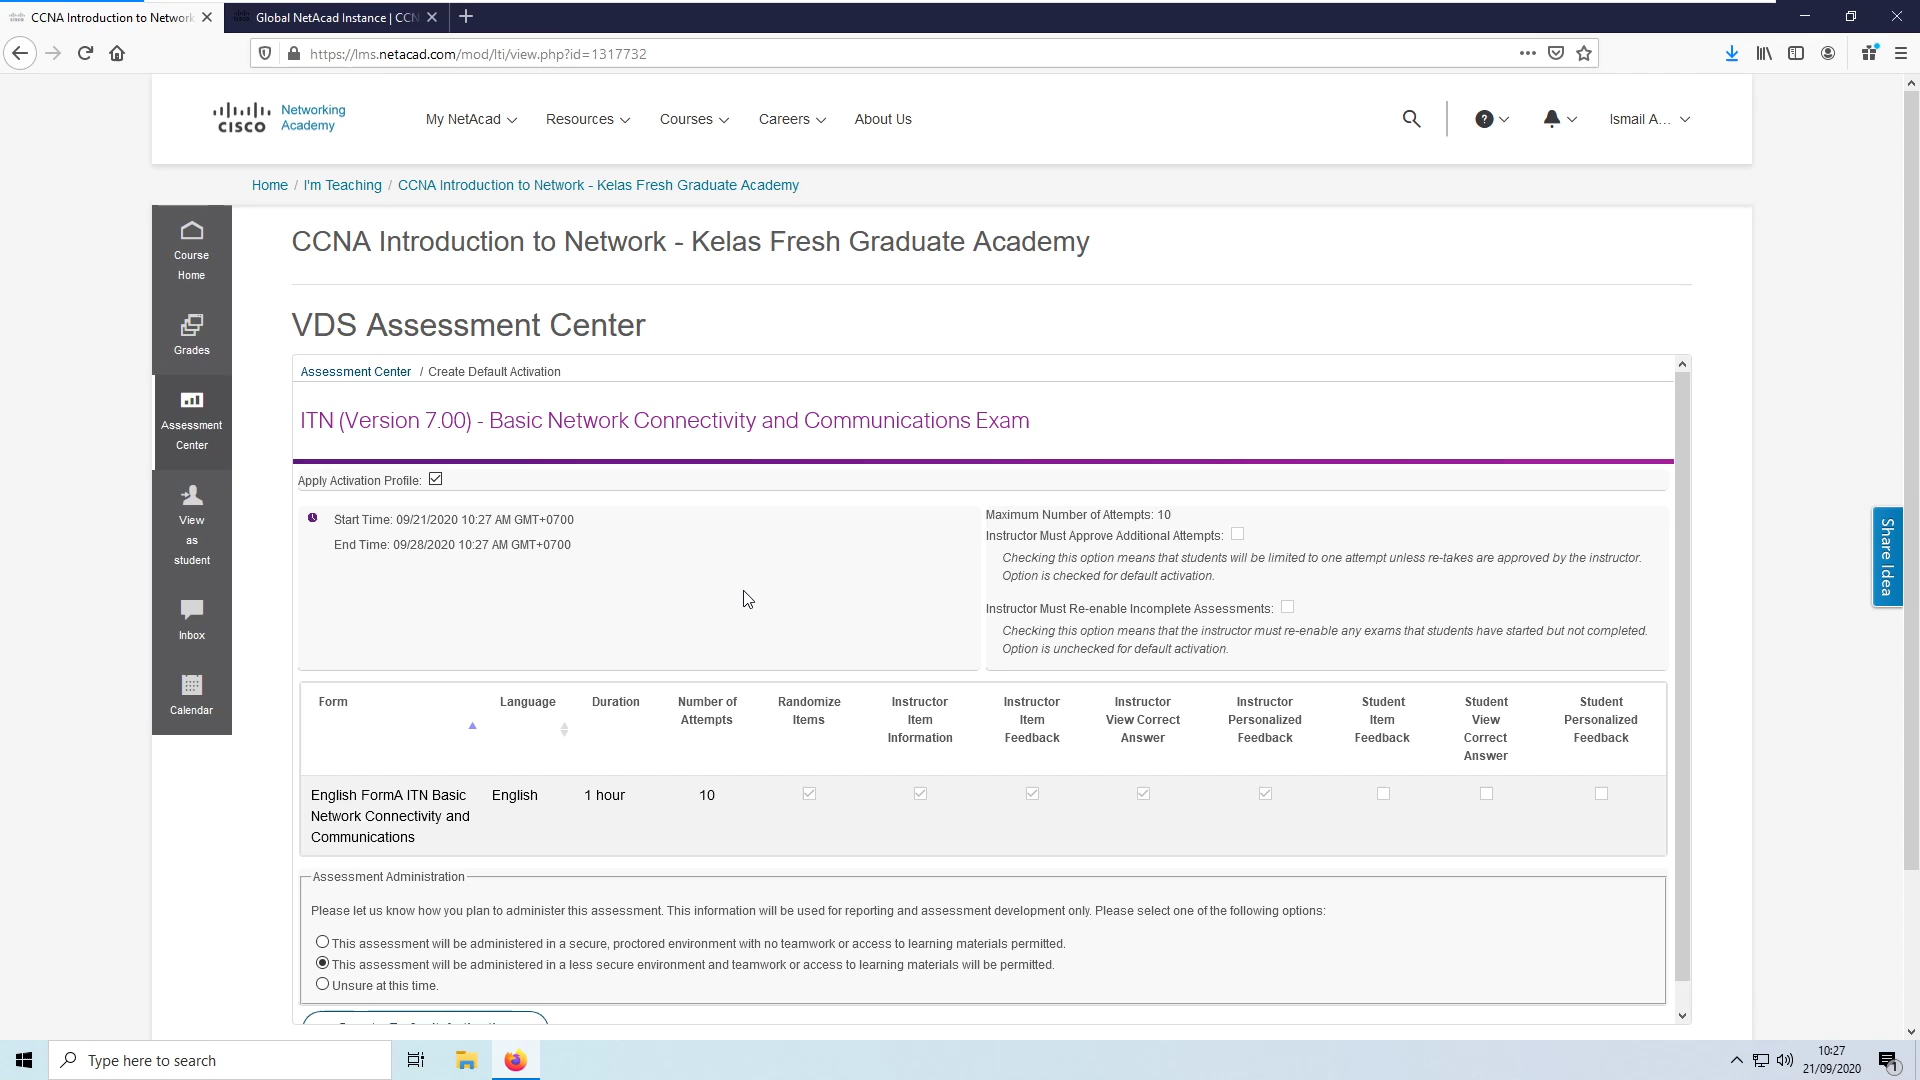 CCNA Introduction to Network
Global NetAcad Instance | CCN
https://lms.netacad.com/mod/lti/view.php?id=1317732
CISCO
Networking
Academy
My NetAcad
Resources
Courses
Careers
About Us
Ismail A...
Home / I'm Teaching / CCNA Introduction to Network - Kelas Fresh Graduate Academy
Course
Home
Grades
Assessment
Center
View
as
student
Inbox
Calendar
CCNA Introduction to Network - Kelas Fresh Graduate Academy
VDS Assessment Center
Assessment Center / Create Default Activation
ITN (Version 7.00) - Basic Network Connectivity and Communications Exam
Apply Activation Profile:
Start Time: 09/21/2020 10:27 AM GMT+0700
End Time: 09/28/2020 10:27 AM GMT+0700
Maximum Number of Attempts: 10
Instructor Must Approve Additional Attempts:
Checking this option means that students will be limited to one attempt unless re-takes are approved by the instructor.
Option is checked for default activation.
Instructor Must Re-enable Incomplete Assessments:
Checking this option means that the instructor must re-enable any exams that students have started but not completed.
Option is unchecked for default activation.
Form
Language
Duration
Number of
Attempts
Randomize
Items
Instructor
Item
Information
Instructor
Item
Feedback
Instructor
View Correct
Answer
Instructor
Personalized
Feedback
Student
Item
Feedback
Student
View
Correct
Answer
Student
Personalized
Feedback
English FormA ITN Basic
Network Connectivity and
Communications
English
1 hour
10
Assessment Administration
Please let us know how you plan to administer this assessment. This information will be used for reporting and assessment development only. Please select one of the following options:
This assessment will be administered in a secure, proctored environment with no teamwork or access to learning materials permitted.
This assessment will be administered in a less secure environment and teamwork or access to learning materials will be permitted.
Unsure at this time.
Share Idea
Type here to search
10:27
21/09/2020
1